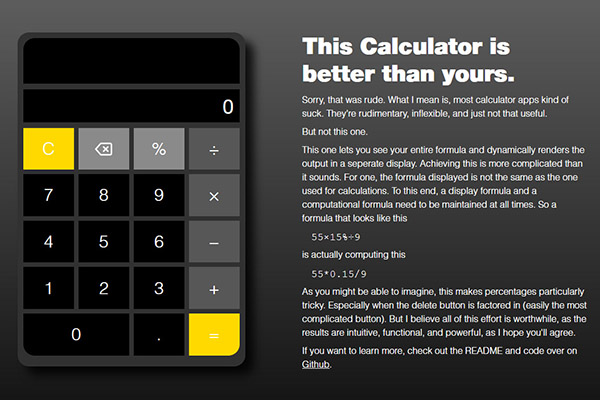 0
C ⌫ % ÷
7 8 9 ×
4 5 6 −
1 2 3 +
0 . =
This Calculator is
better than yours.
Sorry, that was rude. What I mean is, most calculator apps kind of
suck. They're rudimentary, inflexible, and just not that useful.
But not this one.
This one lets you see your entire formula and dynamically renders the
output in a seperate display. Achieving this is more complicated than
it sounds. For one, the formula displayed is not the same as the one
used for calculations. To this end, a display formula and a
computational formula need to be maintained at all times. So a
formula that looks like this
55×15%÷9
is actually computing this
55*0.15/9
As you might be able to imagine, this makes percentages particularly
tricky. Especially when the delete button is factored in (easily the most
complicated button). But I believe all of this effort is worthwhile, as the
results are intuitive, functional, and powerful, as I hope you'll agree.
If you want to learn more, check out the README and code over on
Github.